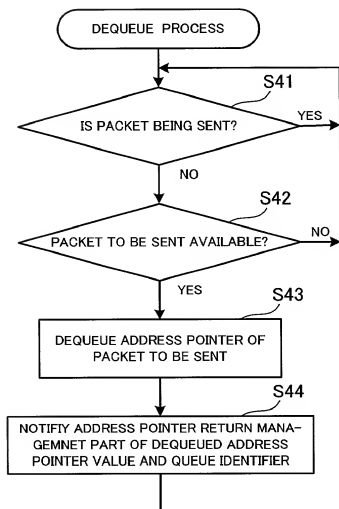 DEQUEUE PROCESS
S41
IS PACKET BEING SENT?
YES
NO
S42
PACKET TO BE SENT AVAILABLE?
NO
YES
S43
DEQUEUE ADDRESS POINTER OF
PACKET TO BE SENT
S44
NOTIFIY ADDRESS POINTER RETURN MANA-
GEMNET PART OF DEQUEUED ADDRESS
POINTER VALUE AND QUEUE IDENTIFIER